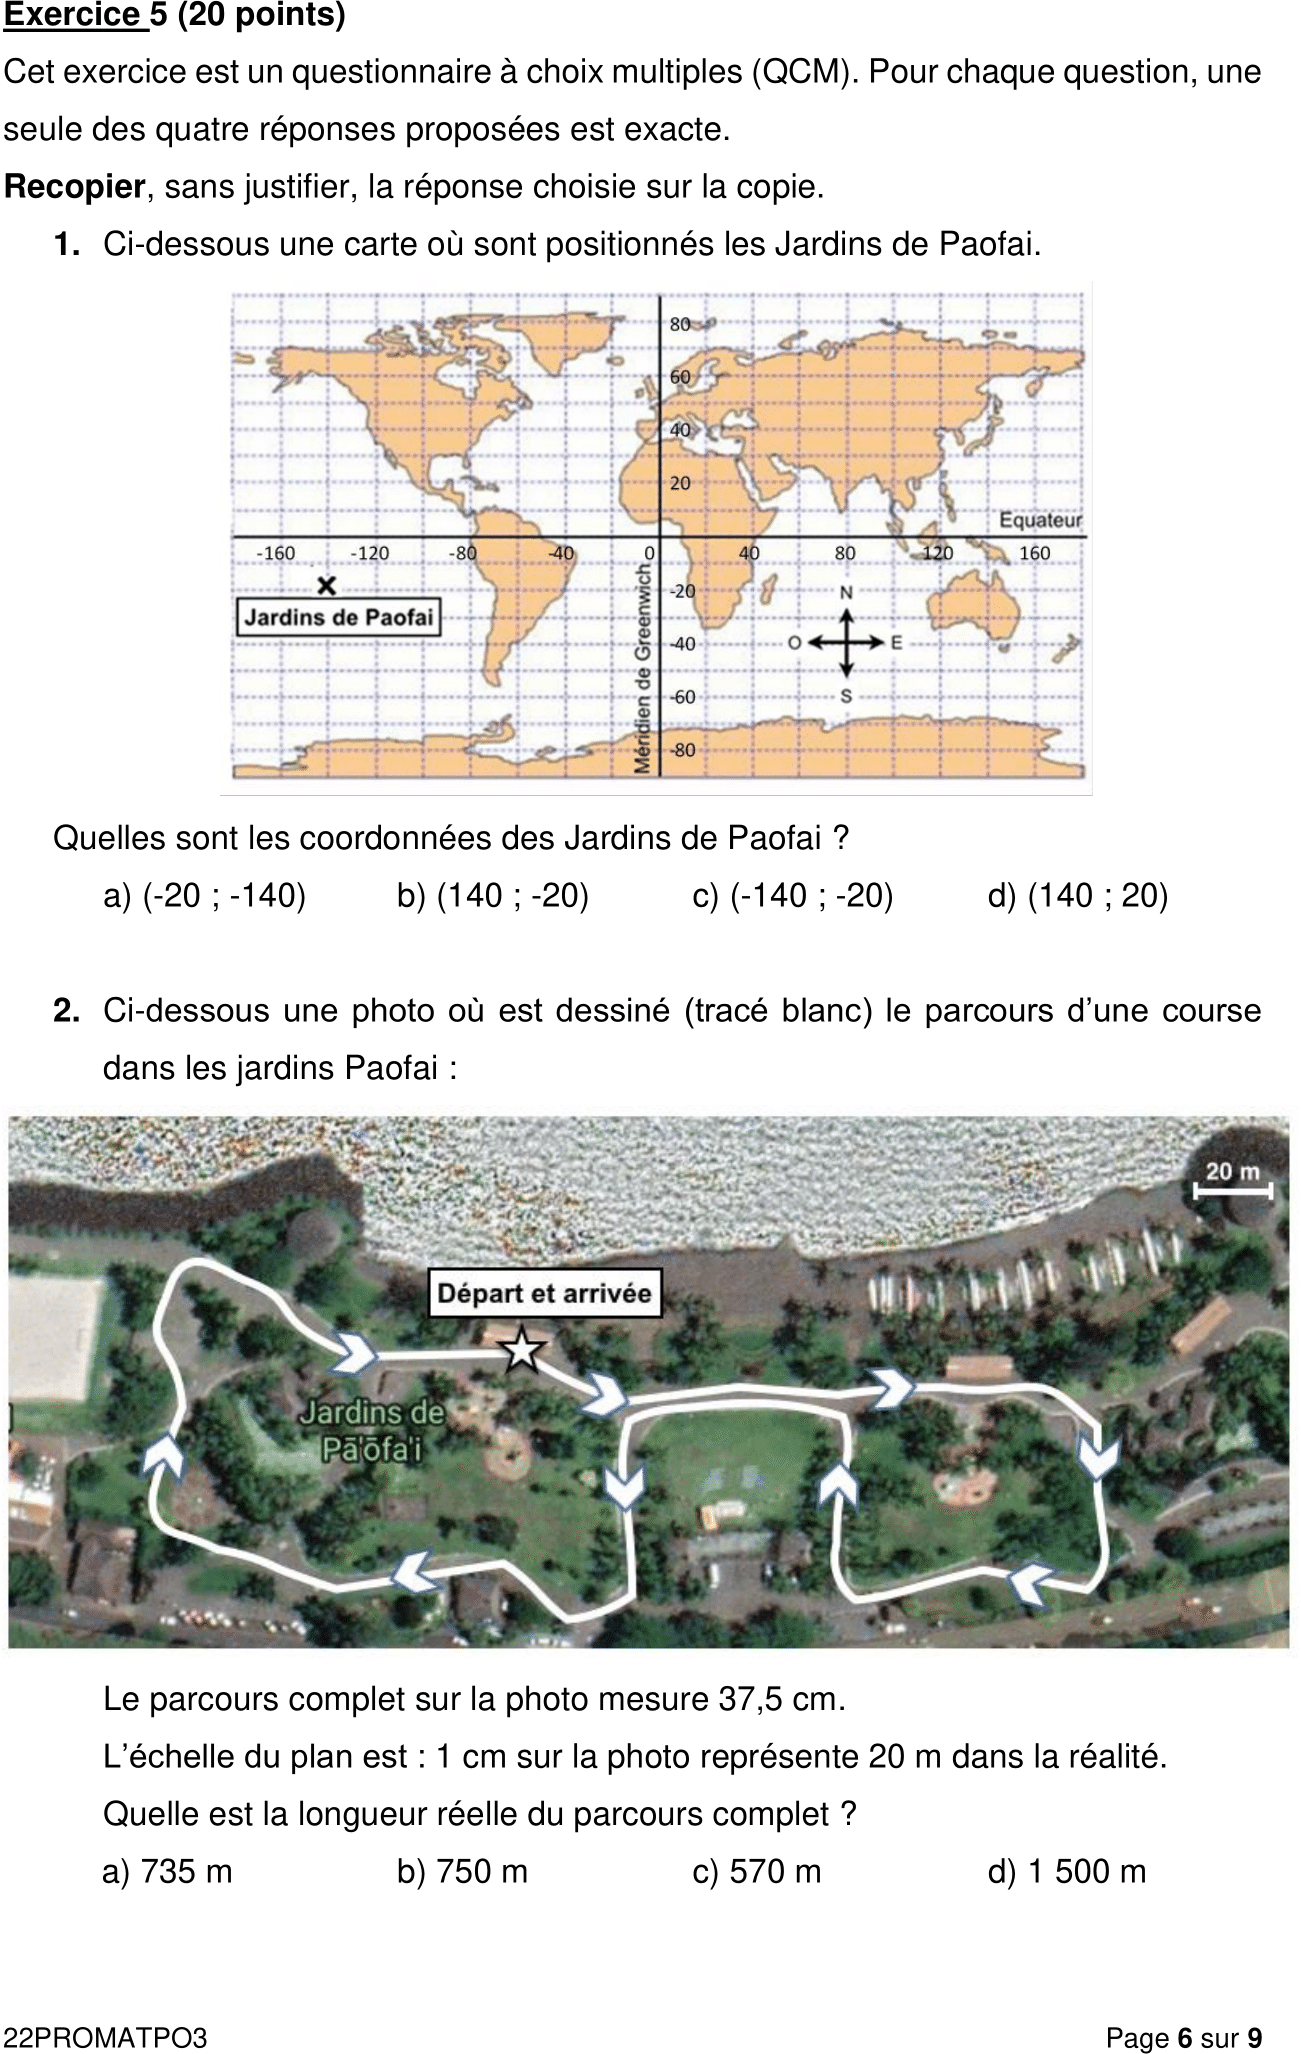 Exercice 5 (20 points)
Cet exercice est un questionnaire à choix multiples (QCM). Pour chaque question, une
seule des quatre réponses proposées est exacte.
Recopier, sans justifier, la réponse choisie sur la copie.
1. Ci-dessous une carte où sont positionnés les Jardins de Paofai.
80
60
40
20
Equateur
-160 -120 -80 -40 0 40 80 120 160
-20
-40
-60
-80
Méridien de Greenwich
N
O E
S
Jardins de Paofai
Quelles sont les coordonnées des Jardins de Paofai ?
a) (-20 ; -140) b) (140 ; -20) c) (-140 ; -20) d) (140 ; 20)
2. Ci-dessous une photo où est dessiné (tracé blanc) le parcours d’une course
dans les jardins Paofai :
20 m
Départ et arrivée
Jardins de
Pā'ōfa'i
Le parcours complet sur la photo mesure 37,5 cm.
L’échelle du plan est : 1 cm sur la photo représente 20 m dans la réalité.
Quelle est la longueur réelle du parcours complet ?
a) 735 m b) 750 m c) 570 m d) 1 500 m
22PROMATPO3 Page 6 sur 9